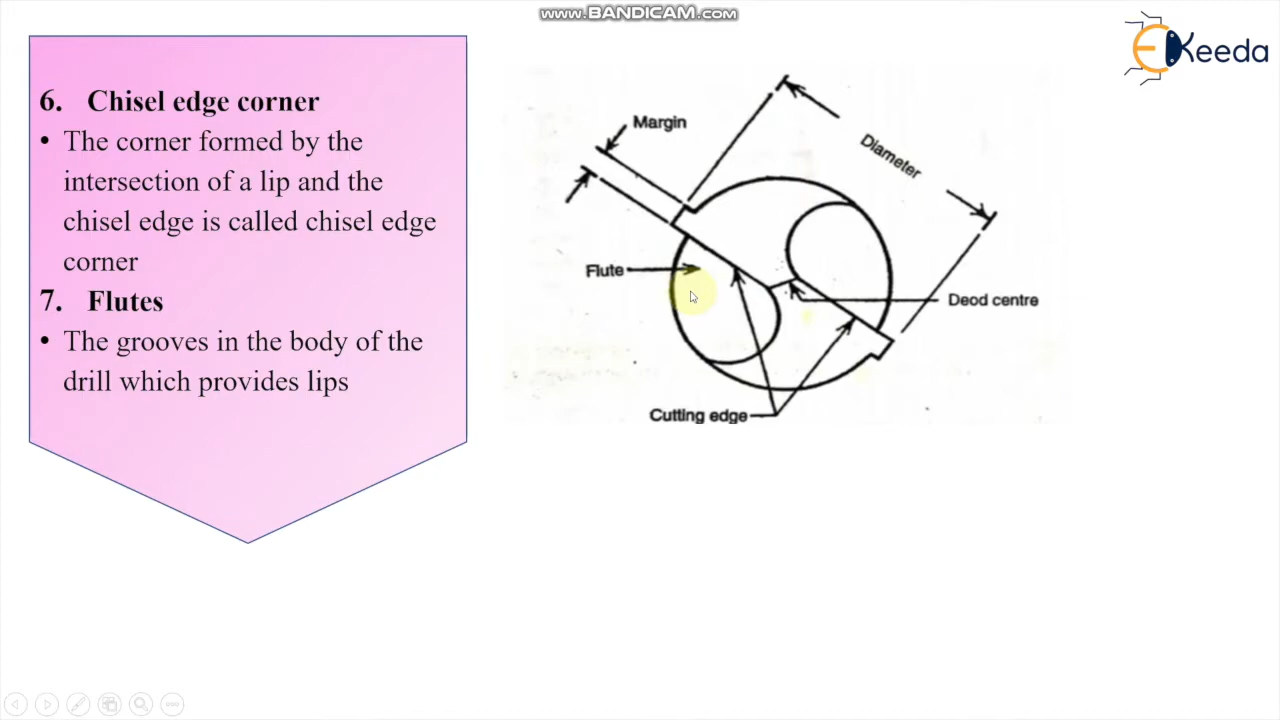 www.BANDICAM.com
EKeeda
6. Chisel edge corner
• The corner formed by the
intersection of a lip and the
chisel edge is called chisel edge
corner
7. Flutes
• The grooves in the body of the
drill which provides lips
Margin
Diameter
Flute
Deod centre
Cutting edge